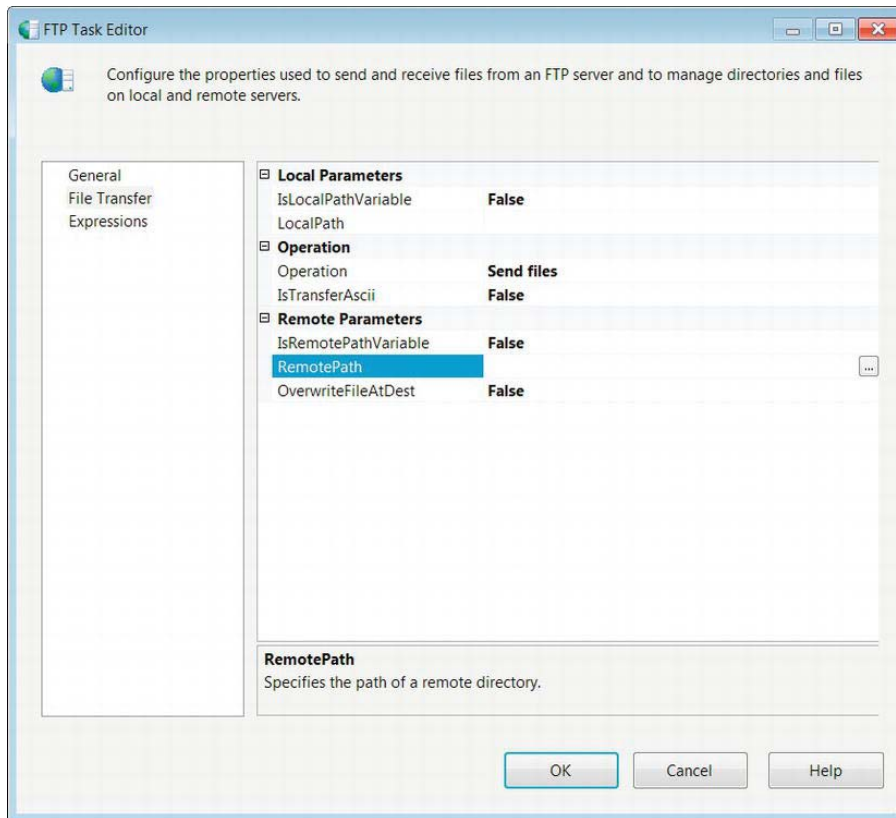 FTP Task Editor
Configure the properties used to send and receive files from an FTP server and to manage directories and files
on local and remote servers.
General
File Transfer
Expressions
Local Parameters
IsLocalPathVariable False
LocalPath
Operation
Operation Send files
IsTransferAscii False
Remote Parameters
IsRemotePathVariable False
RemotePath ...
OverwriteFileAtDest False
RemotePath
Specifies the path of a remote directory.
OK Cancel Help